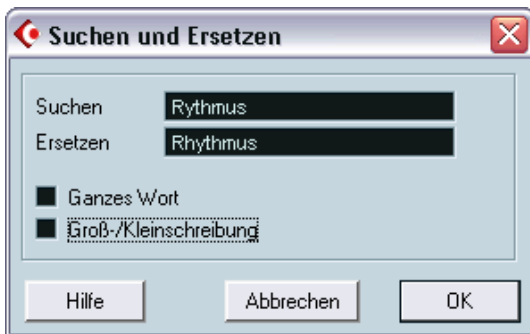 Suchen und Ersetzen
Suchen Rythmus
Ersetzen Rhythmus
Ganzes Wort
Groß-/Kleinschreibung
Hilfe Abbrechen OK